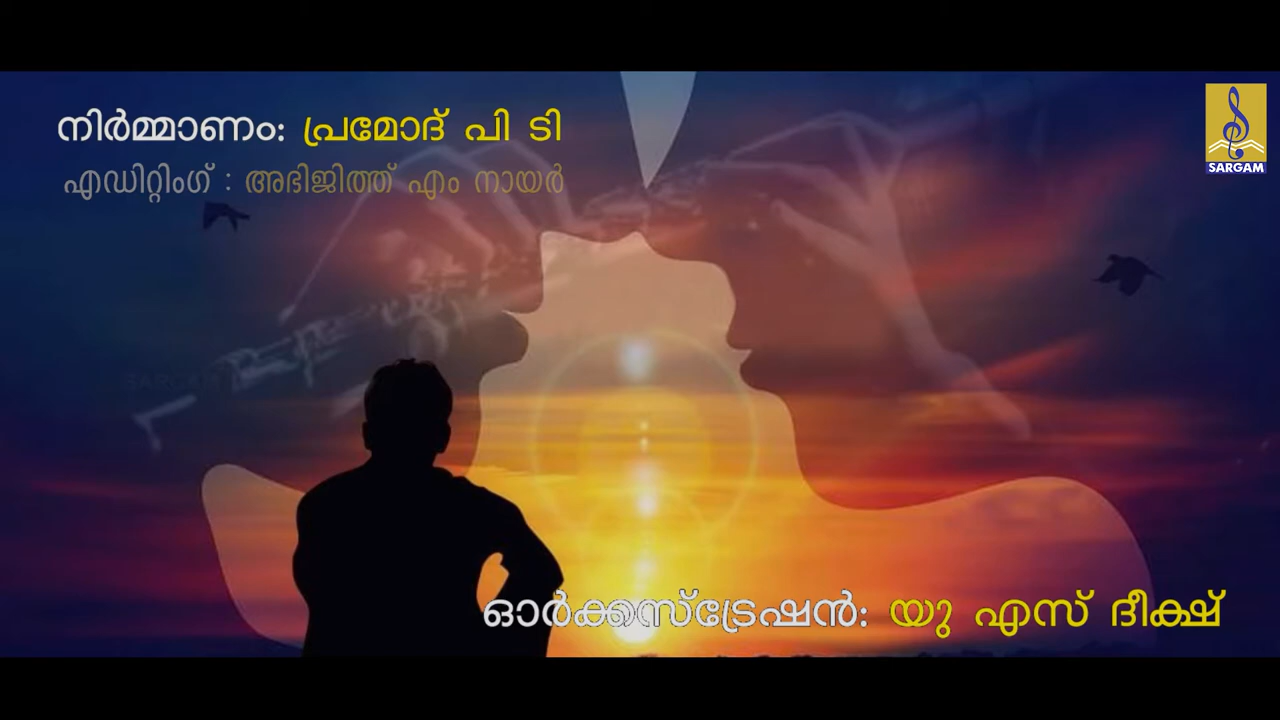 നിർമ്മാണം: പ്രമോദ് പി ടി
എഡിറ്റിംഗ് : അഭിജിത്ത് എം നായർ
SARGAM
ഓർക്കസ്ട്രേഷൻ: യു എസ് ദീക്ഷ്